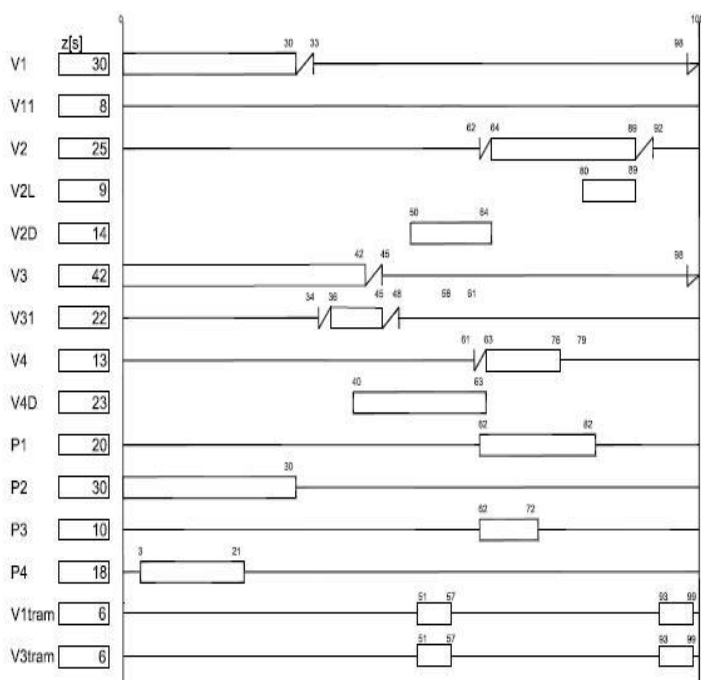 0 10
z[s]
V1 30 30 33 98
V11 8
V2 25 62 64 89 92
V2L 9 80 89
V2D 14 50 64
V3 42 42 45 98
V31 22 34 36 45 48 58 61
V4 13 61 63 76 79
V4D 23 40 63
P1 20 62 82
P2 30 30
P3 10 62 72
P4 18 3 21
V1tram 6 51 57 93 99
V3tram 6 51 57 93 99